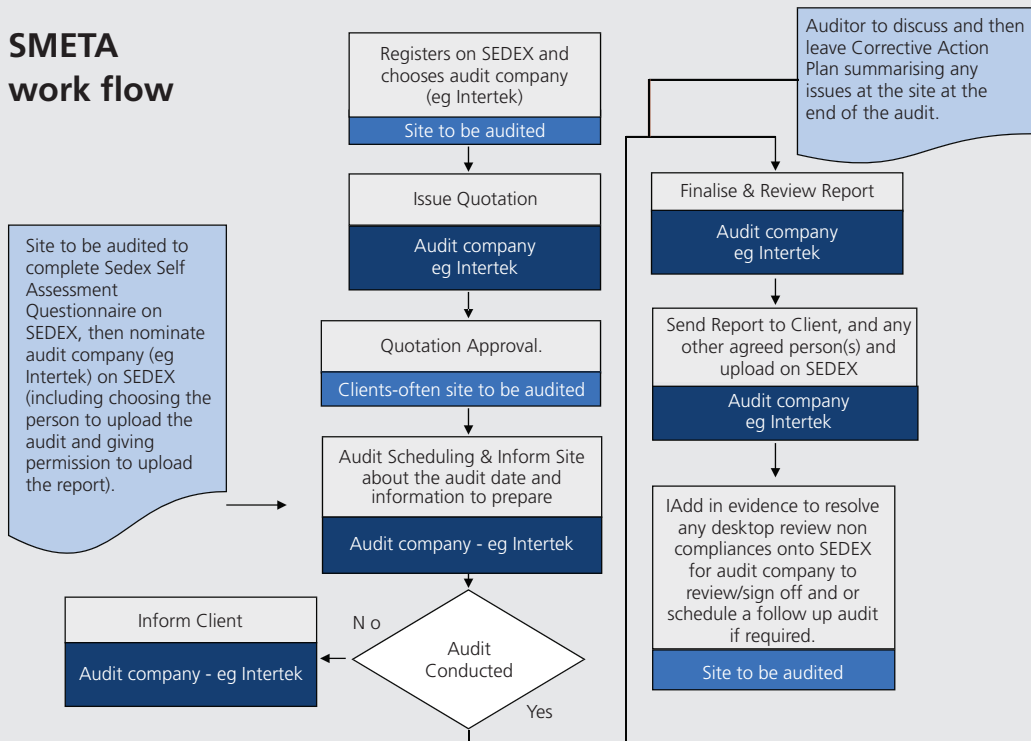 SMETA
work flow
Registers on SEDEX and
chooses audit company
(eg Intertek)
Site to be audited
Issue Quotation
Audit company
eg Intertek
Quotation Approval.
Clients-often site to be audited
Site to be audited to
complete Sedex Self
Assessment
Questionnaire on
SEDEX, then nominate
audit company (eg
Intertek) on SEDEX
(including choosing the
person to upload the
audit and giving
permission to upload
the report).
Audit Scheduling & Inform Site
about the audit date and
information to prepare
Audit company - eg Intertek
Audit
Conducted
N o
Inform Client
Audit company - eg Intertek
Yes
Auditor to discuss and then
leave Corrective Action
Plan summarising any
issues at the site at the
end of the audit.
Finalise & Review Report
Audit company
eg Intertek
Send Report to Client, and any
other agreed person(s) and
upload on SEDEX
Audit company
eg Intertek
IAdd in evidence to resolve
any desktop review non
compliances onto SEDEX
for audit company to
review/sign off and or
schedule a follow up audit
if required.
Site to be audited